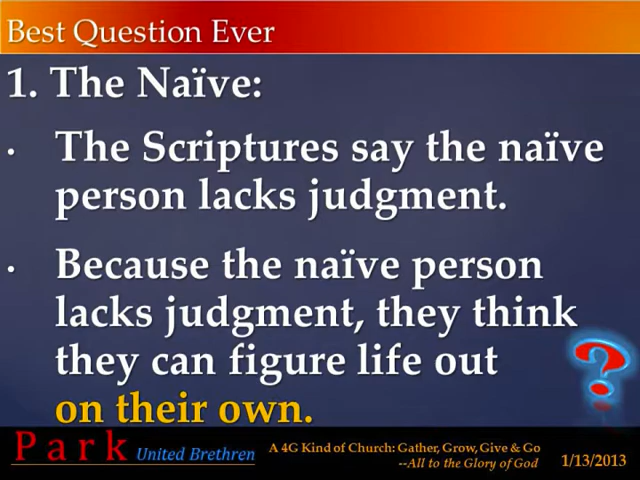 Best Question Ever
1. The Naïve:
• The Scriptures say the naïve
person lacks judgment.
• Because the naïve person
lacks judgment, they think
they can figure life out
on their own.
?
Park United Brethren
A 4G Kind of Church: Gather, Grow, Give & Go
--All to the Glory of God
1/13/2013